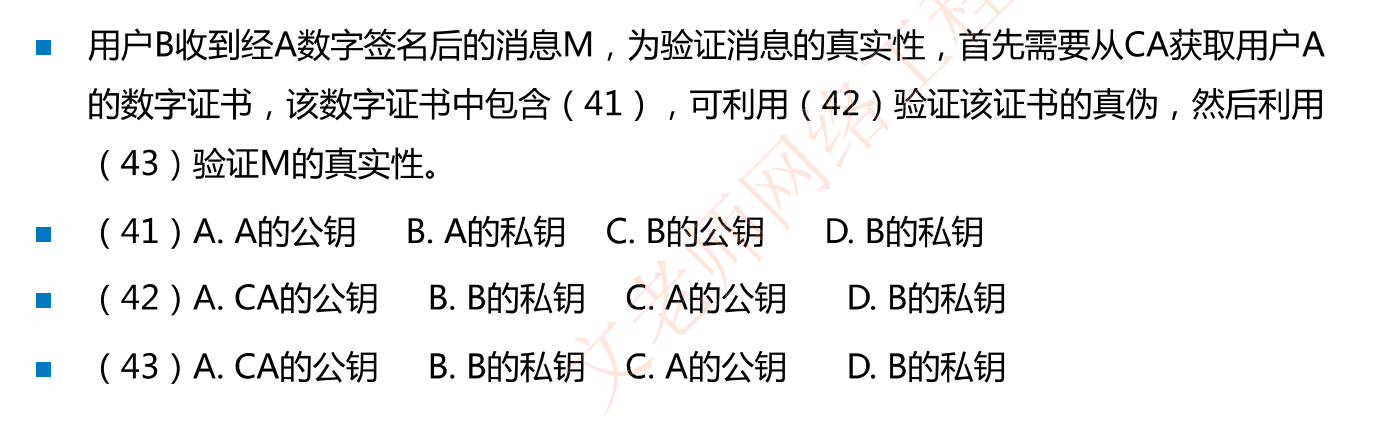 用户B收到经A数字签名后的消息M，为验证消息的真实性，首先需要从CA获取用户A
的数字证书，该数字证书中包含（41），可利用（42）验证该证书的真伪，然后利用
（43）验证M的真实性。
（41）A. A的公钥 B. A的私钥 C. B的公钥 D. B的私钥
（42）A. CA的公钥 B. B的私钥 C. A的公钥 D. B的私钥
（43）A. CA的公钥 B. B的私钥 C. A的公钥 D. B的私钥
文老师网络工程